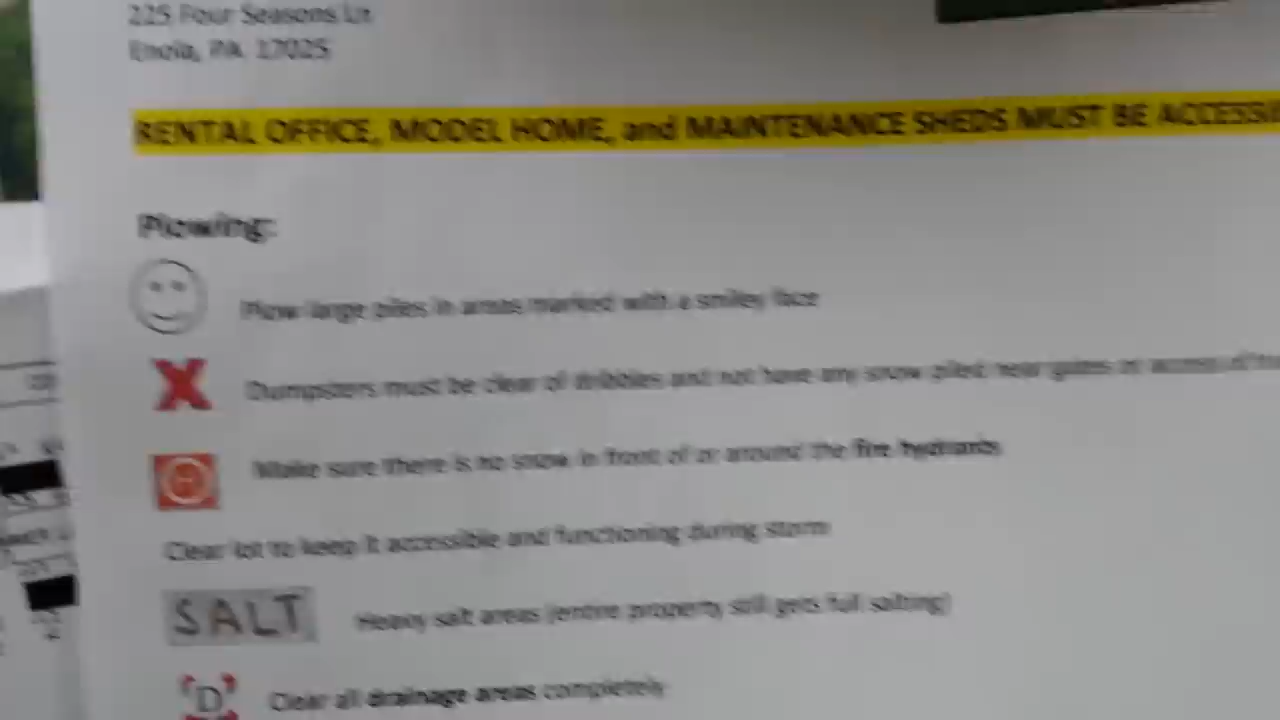 225 Four Seasons Ln
Enola, PA 17025
RENTAL OFFICE, MODEL HOME, and MAINTENANCE SHEDS MUST BE ACCESSI
Plowing:
Plow large piles in areas marked with a smiley face
X Dumpsters must be clear of dribbles and not have any snow piled near gates or access of
H Make sure there is no snow in front of or around the fire hydrants
Clear lot to keep it accessible and functioning during storm
SALT Heavy salt areas (entire property still gets full salting)
D Clear all drainage areas completely